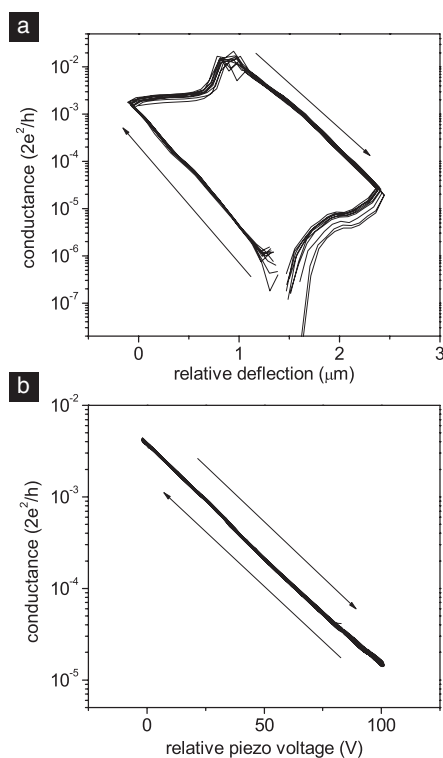 a
10⁻²
10⁻³
10⁻⁴
10⁻⁵
10⁻⁶
10⁻⁷
conductance (2e²/h)
0 1 2 3
relative deflection (μm)
b
10⁻²
10⁻³
10⁻⁴
10⁻⁵
conductance (2e²/h)
0 50 100
relative piezo voltage (V)